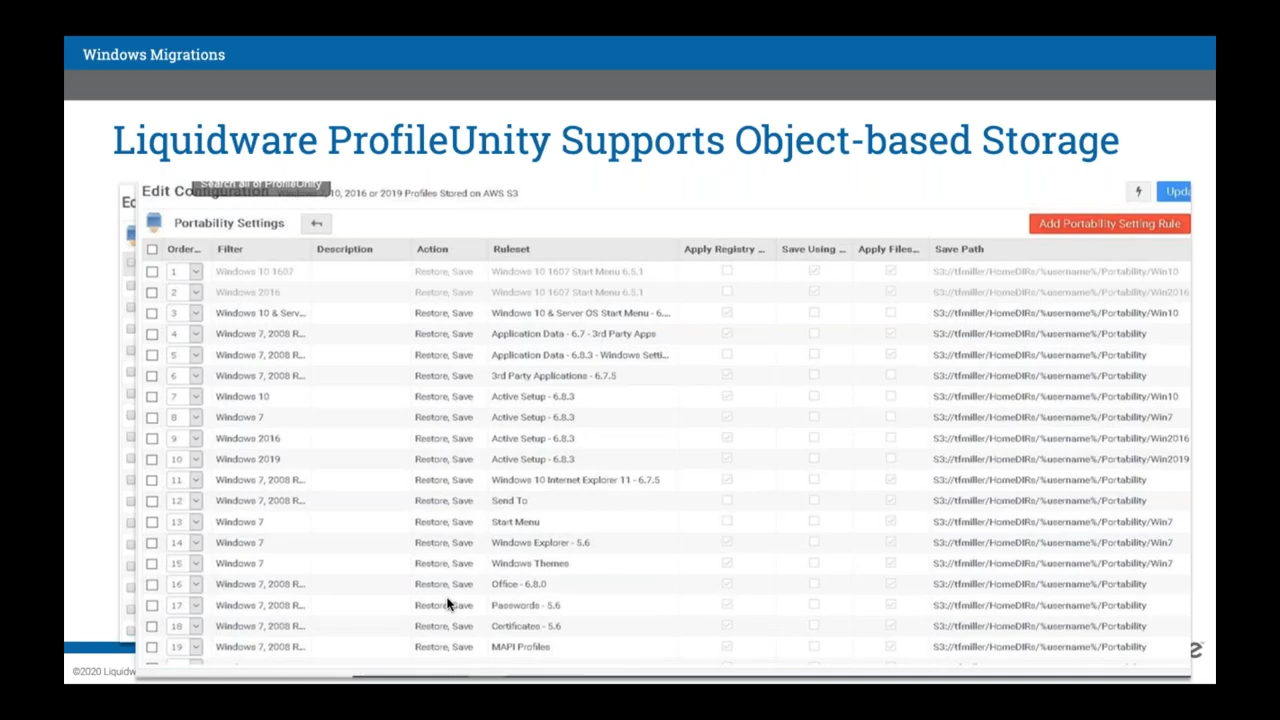 Windows Migrations
Liquidware ProfileUnity Supports Object-based Storage
Search all of ProfileUnity
Edit Configuration 10, 2016 or 2019 Profiles Stored on AWS S3
Upda
Portability Settings
Add Portability Setting Rule
Order... Filter Description Action Ruleset Apply Registry ... Save Using ... Apply Files... Save Path
1 Windows 10 1607 Restore, Save Windows 10 1607 Start Menu 6.5.1 S3://tfmiller/HomeDIRs/%username%/Portability/Win10
2 Windows 2016 Restore, Save Windows 10 1607 Start Menu 6.5.1 S3://tfmiller/HomeDIRs/%username%/Portability/Win2016
3 Windows 10 & Serv... Restore, Save Windows 10 & Server OS Start Menu - 6.... S3://tfmiller/HomeDIRs/%username%/Portability/Win10
4 Windows 7, 2008 R... Restore, Save Application Data - 6.7 - 3rd Party Apps S3://tfmiller/HomeDIRs/%username%/Portability
5 Windows 7, 2008 R... Restore, Save Application Data - 6.8.3 - Windows Setti... S3://tfmiller/HomeDIRs/%username%/Portability
6 Windows 7, 2008 R... Restore, Save 3rd Party Applications - 6.7.5 S3://tfmiller/HomeDIRs/%username%/Portability
7 Windows 10 Restore, Save Active Setup - 6.8.3 S3://tfmiller/HomeDIRs/%username%/Portability/Win10
8 Windows 7 Restore, Save Active Setup - 6.8.3 S3://tfmiller/HomeDIRs/%username%/Portability/Win7
9 Windows 2016 Restore, Save Active Setup - 6.8.3 S3://tfmiller/HomeDIRs/%username%/Portability/Win2016
10 Windows 2019 Restore, Save Active Setup - 6.8.3 S3://tfmiller/HomeDIRs/%username%/Portability/Win2019
11 Windows 7, 2008 R... Restore, Save Windows 10 Internet Explorer 11 - 6.7.5 S3://tfmiller/HomeDIRs/%username%/Portability
12 Windows 7, 2008 R... Restore, Save Send To S3://tfmiller/HomeDIRs/%username%/Portability
13 Windows 7 Restore, Save Start Menu S3://tfmiller/HomeDIRs/%username%/Portability/Win7
14 Windows 7 Restore, Save Windows Explorer - 5.6 S3://tfmiller/HomeDIRs/%username%/Portability/Win7
15 Windows 7 Restore, Save Windows Themes S3://tfmiller/HomeDIRs/%username%/Portability/Win7
16 Windows 7, 2008 R... Restore, Save Office - 6.8.0 S3://tfmiller/HomeDIRs/%username%/Portability
17 Windows 7, 2008 R... Restore, Save Passwords - 5.6 S3://tfmiller/HomeDIRs/%username%/Portability
18 Windows 7, 2008 R... Restore, Save Certificates - 5.6 S3://tfmiller/HomeDIRs/%username%/Portability
19 Windows 7, 2008 R... Restore, Save MAPI Profiles S3://tfmiller/HomeDIRs/%username%/Portability
©2020 Liquidw